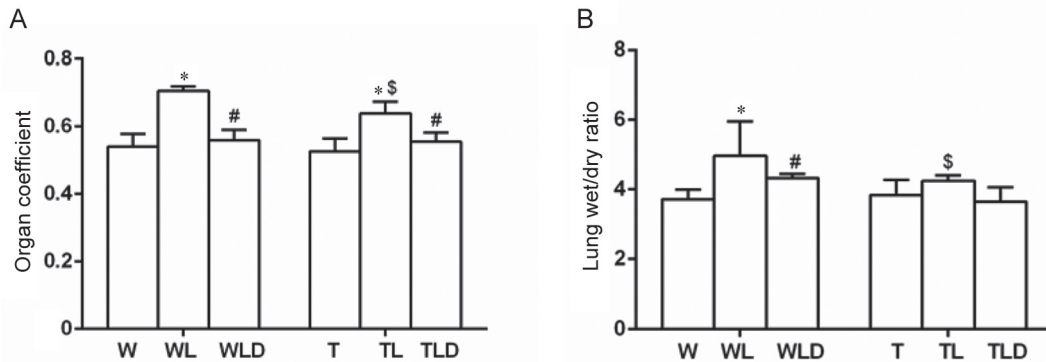 A
Organ coefficient
0.8
0.6
0.4
0.2
0
*
#
* $
#
W WL WLD T TL TLD
B
Lung wet/dry ratio
8
6
4
2
0
*
#
$
W WL WLD T TL TLD